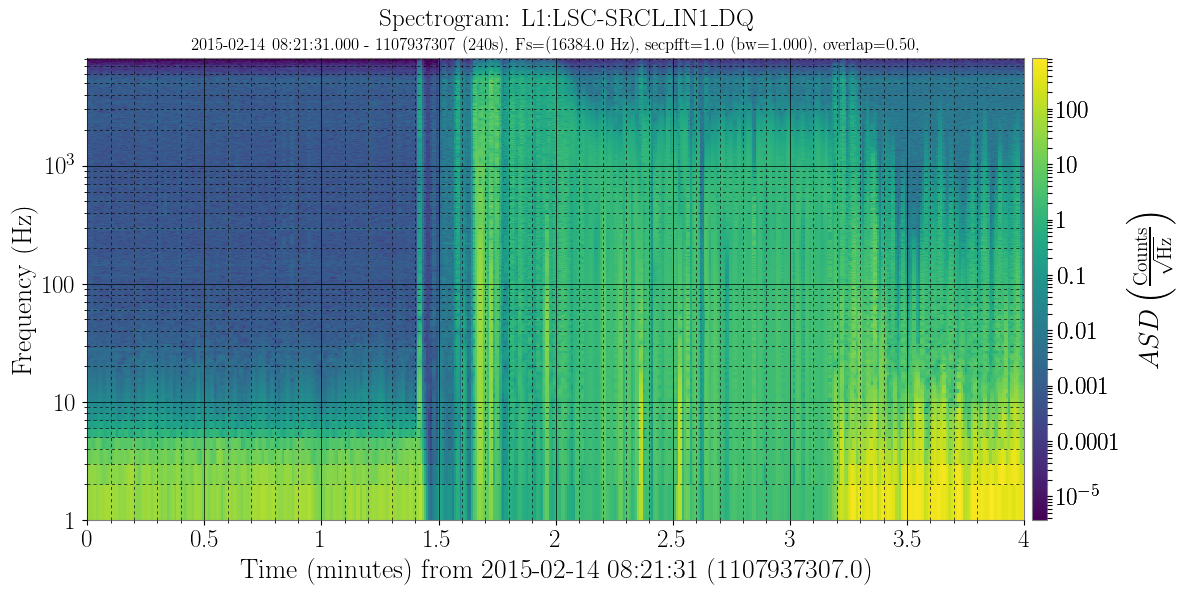 Spectrogram: L1:LSC-SRCL_IN1_DQ
2015-02-14 08:21:31.000 - 1107937307 (240s), Fs=(16384.0 Hz), secpfft=1.0 (bw=1.000), overlap=0.50,
Frequency (Hz)
10³
100
10
1
0 0.5 1 1.5 2 2.5 3 3.5 4
Time (minutes) from 2015-02-14 08:21:31 (1107937307.0)
100
10
1
0.1
0.01
0.001
0.0001
10⁻⁵
ASD (Counts/√Hz)